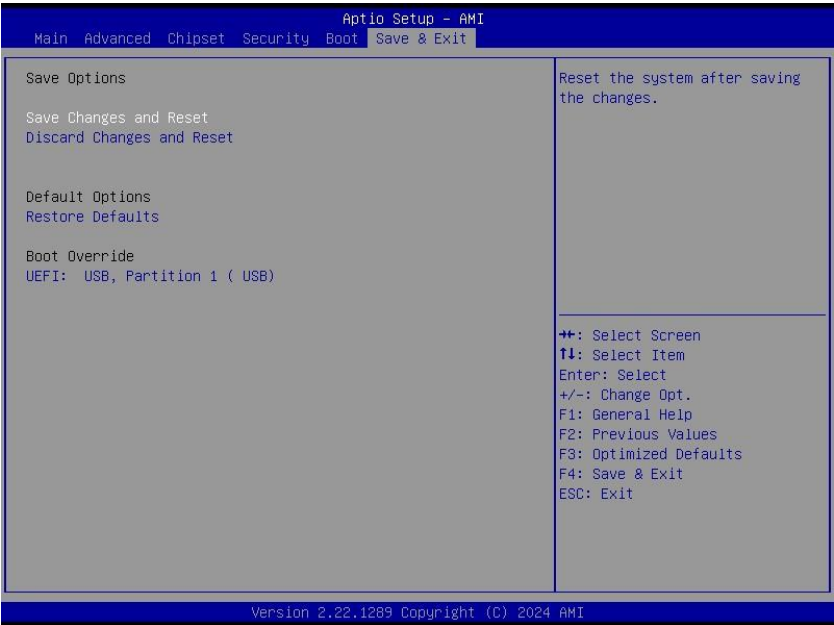 Aptio Setup – AMI
Main Advanced Chipset Security Boot Save & Exit
Save Options
Save Changes and Reset
Discard Changes and Reset
Default Options
Restore Defaults
Boot Override
UEFI: USB, Partition 1 ( USB)
Reset the system after saving
the changes.
→←: Select Screen
↑↓: Select Item
Enter: Select
+/-: Change Opt.
F1: General Help
F2: Previous Values
F3: Optimized Defaults
F4: Save & Exit
ESC: Exit
Version 2.22.1289 Copyright (C) 2024 AMI